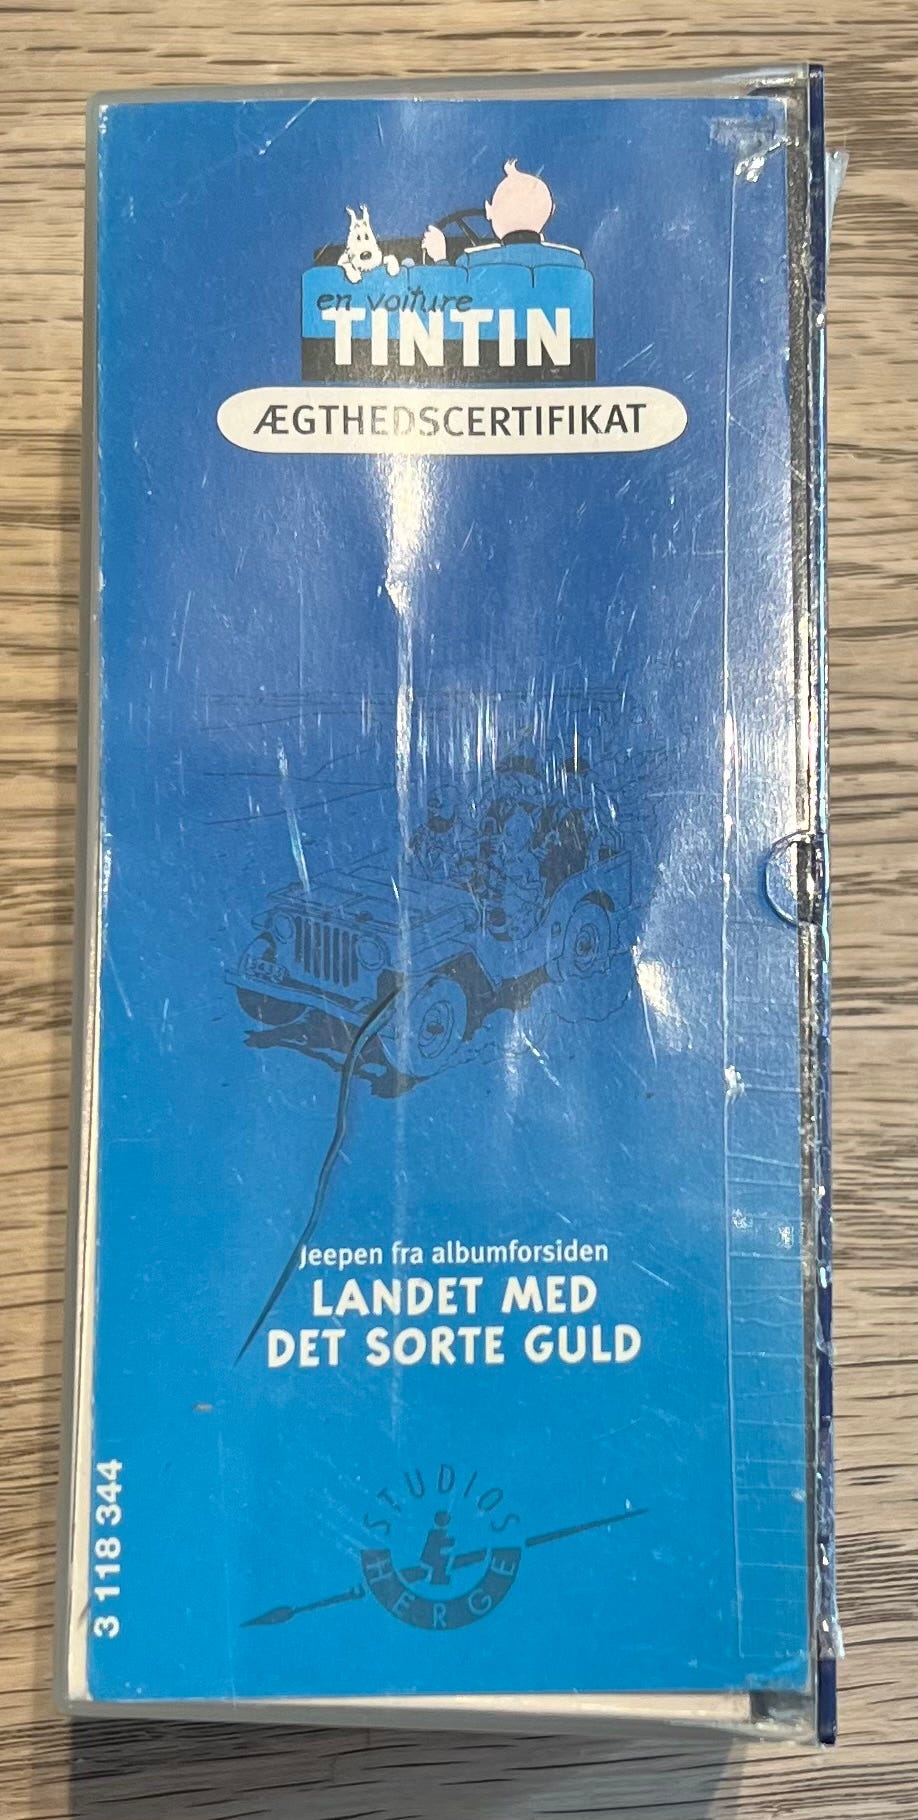 en voiture
TINTIN
ÆGTHEDSCERTIFIKAT
Jeepen fra albumforsiden
LANDET MED
DET SORTE GULD
STUDIOS
HERGE
3 118 344